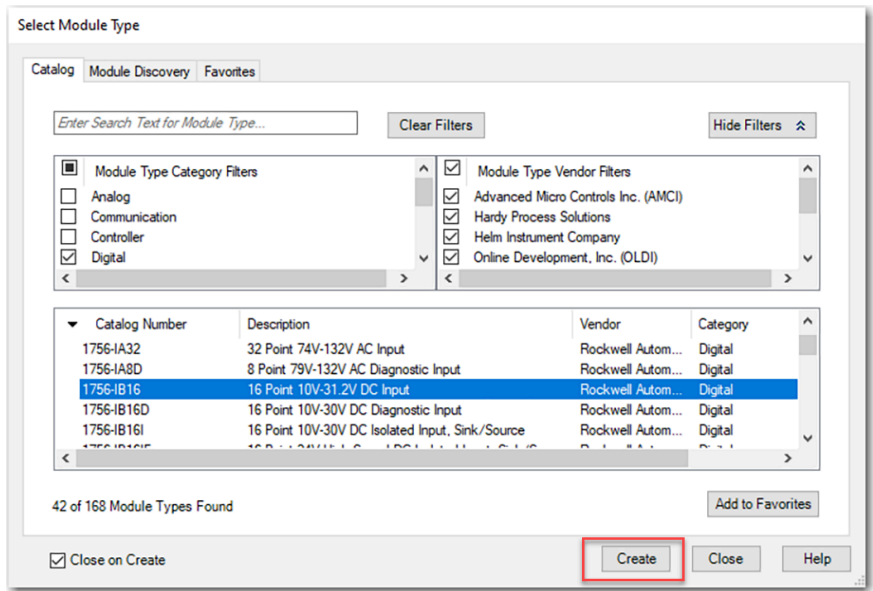 Select Module Type
Catalog Module Discovery Favorites
Enter Search Text for Module Type...
Clear Filters
Hide Filters
Module Type Category Filters
Analog
Communication
Controller
Digital
Module Type Vendor Filters
Advanced Micro Controls Inc. (AMCI)
Hardy Process Solutions
Helm Instrument Company
Online Development, Inc. (OLDI)
Catalog Number Description Vendor Category
1756-IA32 32 Point 74V-132V AC Input Rockwell Autom... Digital
1756-IA8D 8 Point 79V-132V AC Diagnostic Input Rockwell Autom... Digital
1756-IB16 16 Point 10V-31.2V DC Input Rockwell Autom... Digital
1756-IB16D 16 Point 10V-30V DC Diagnostic Input Rockwell Autom... Digital
1756-IB16I 16 Point 10V-30V DC Isolated Input, Sink/Source Rockwell Autom... Digital
42 of 168 Module Types Found
Add to Favorites
Close on Create
Create
Close
Help